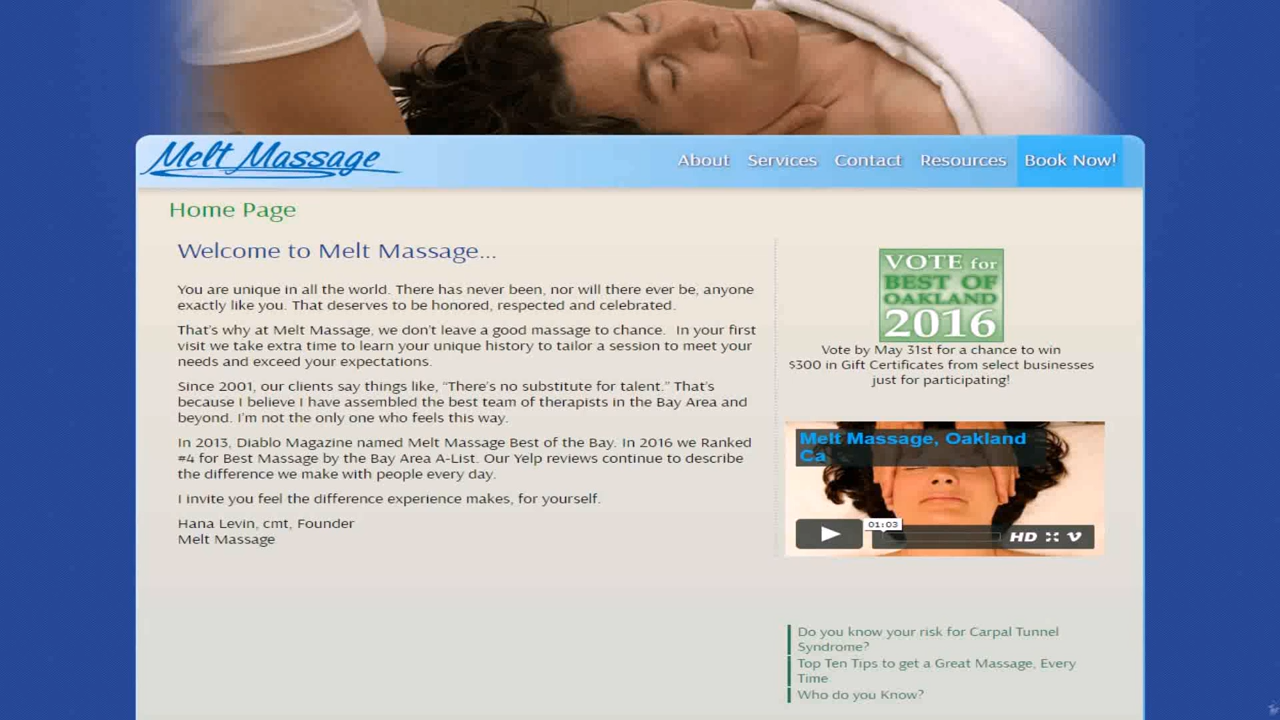 Melt Massage
About Services Contact Resources Book Now!
Home Page
Welcome to Melt Massage...
You are unique in all the world. There has never been, nor will there ever be, anyone
exactly like you. That deserves to be honored, respected and celebrated.
That's why at Melt Massage, we don't leave a good massage to chance. In your first
visit we take extra time to learn your unique history to tailor a session to meet your
needs and exceed your expectations.
Since 2001, our clients say things like, “There's no substitute for talent.” That's
because I believe I have assembled the best team of therapists in the Bay Area and
beyond. I'm not the only one who feels this way.
In 2013, Diablo Magazine named Melt Massage Best of the Bay. In 2016 we Ranked
#4 for Best Massage by the Bay Area A-List. Our Yelp reviews continue to describe
the difference we make with people every day.
I invite you feel the difference experience makes, for yourself.
Hana Levin, cmt, Founder
Melt Massage
VOTE for
BEST OF
OAKLAND
2016
Vote by May 31st for a chance to win
$300 in Gift Certificates from select businesses
just for participating!
Melt Massage, Oakland
Ca
01:03
HD
Do you know your risk for Carpal Tunnel
Syndrome?
Top Ten Tips to get a Great Massage, Every
Time
Who do you Know?